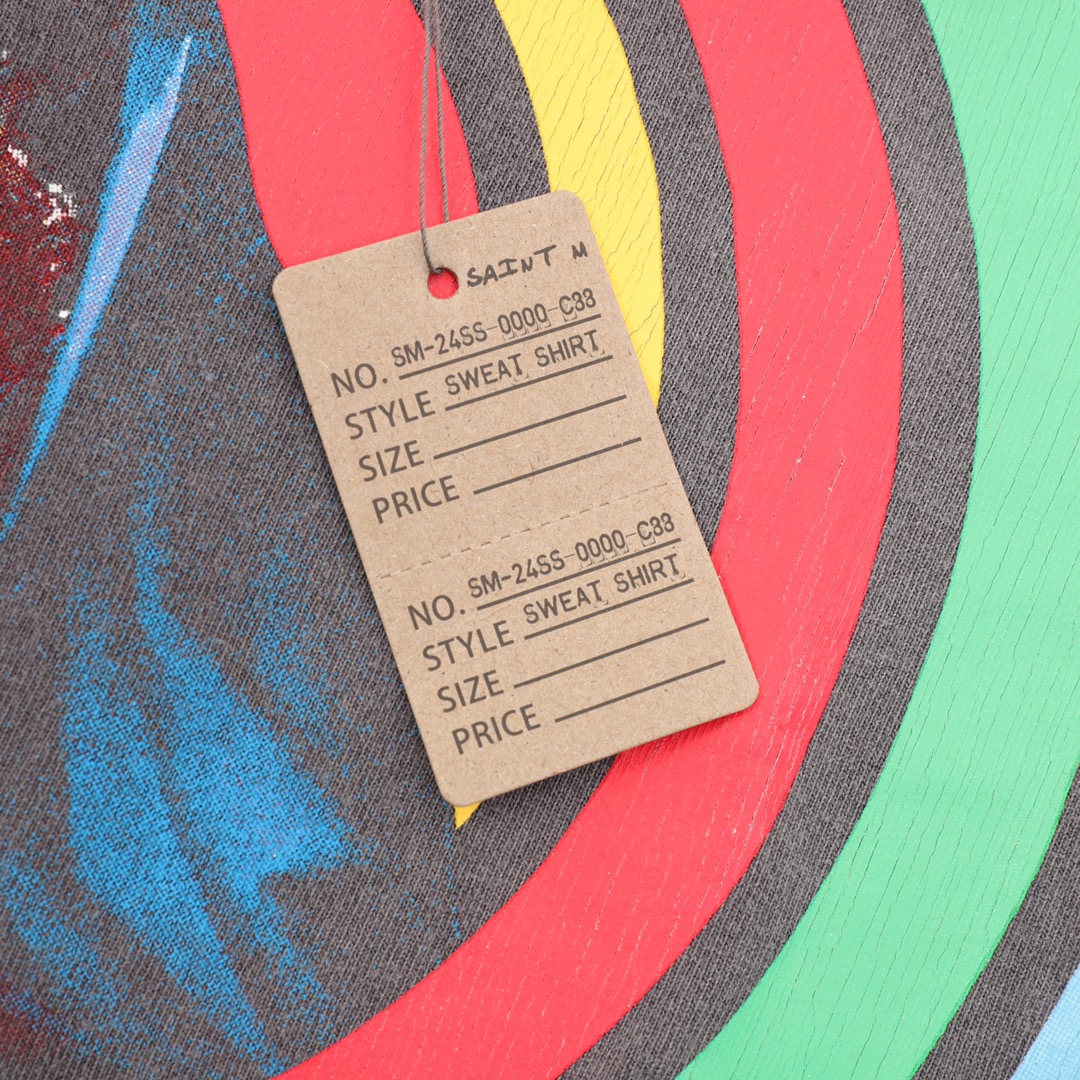 SAINT M
NO. SM-24SS-0000-C33
STYLE SWEAT SHIRT
SIZE
PRICE
NO. SM-24SS-0000-C33
STYLE SWEAT SHIRT
SIZE
PRICE